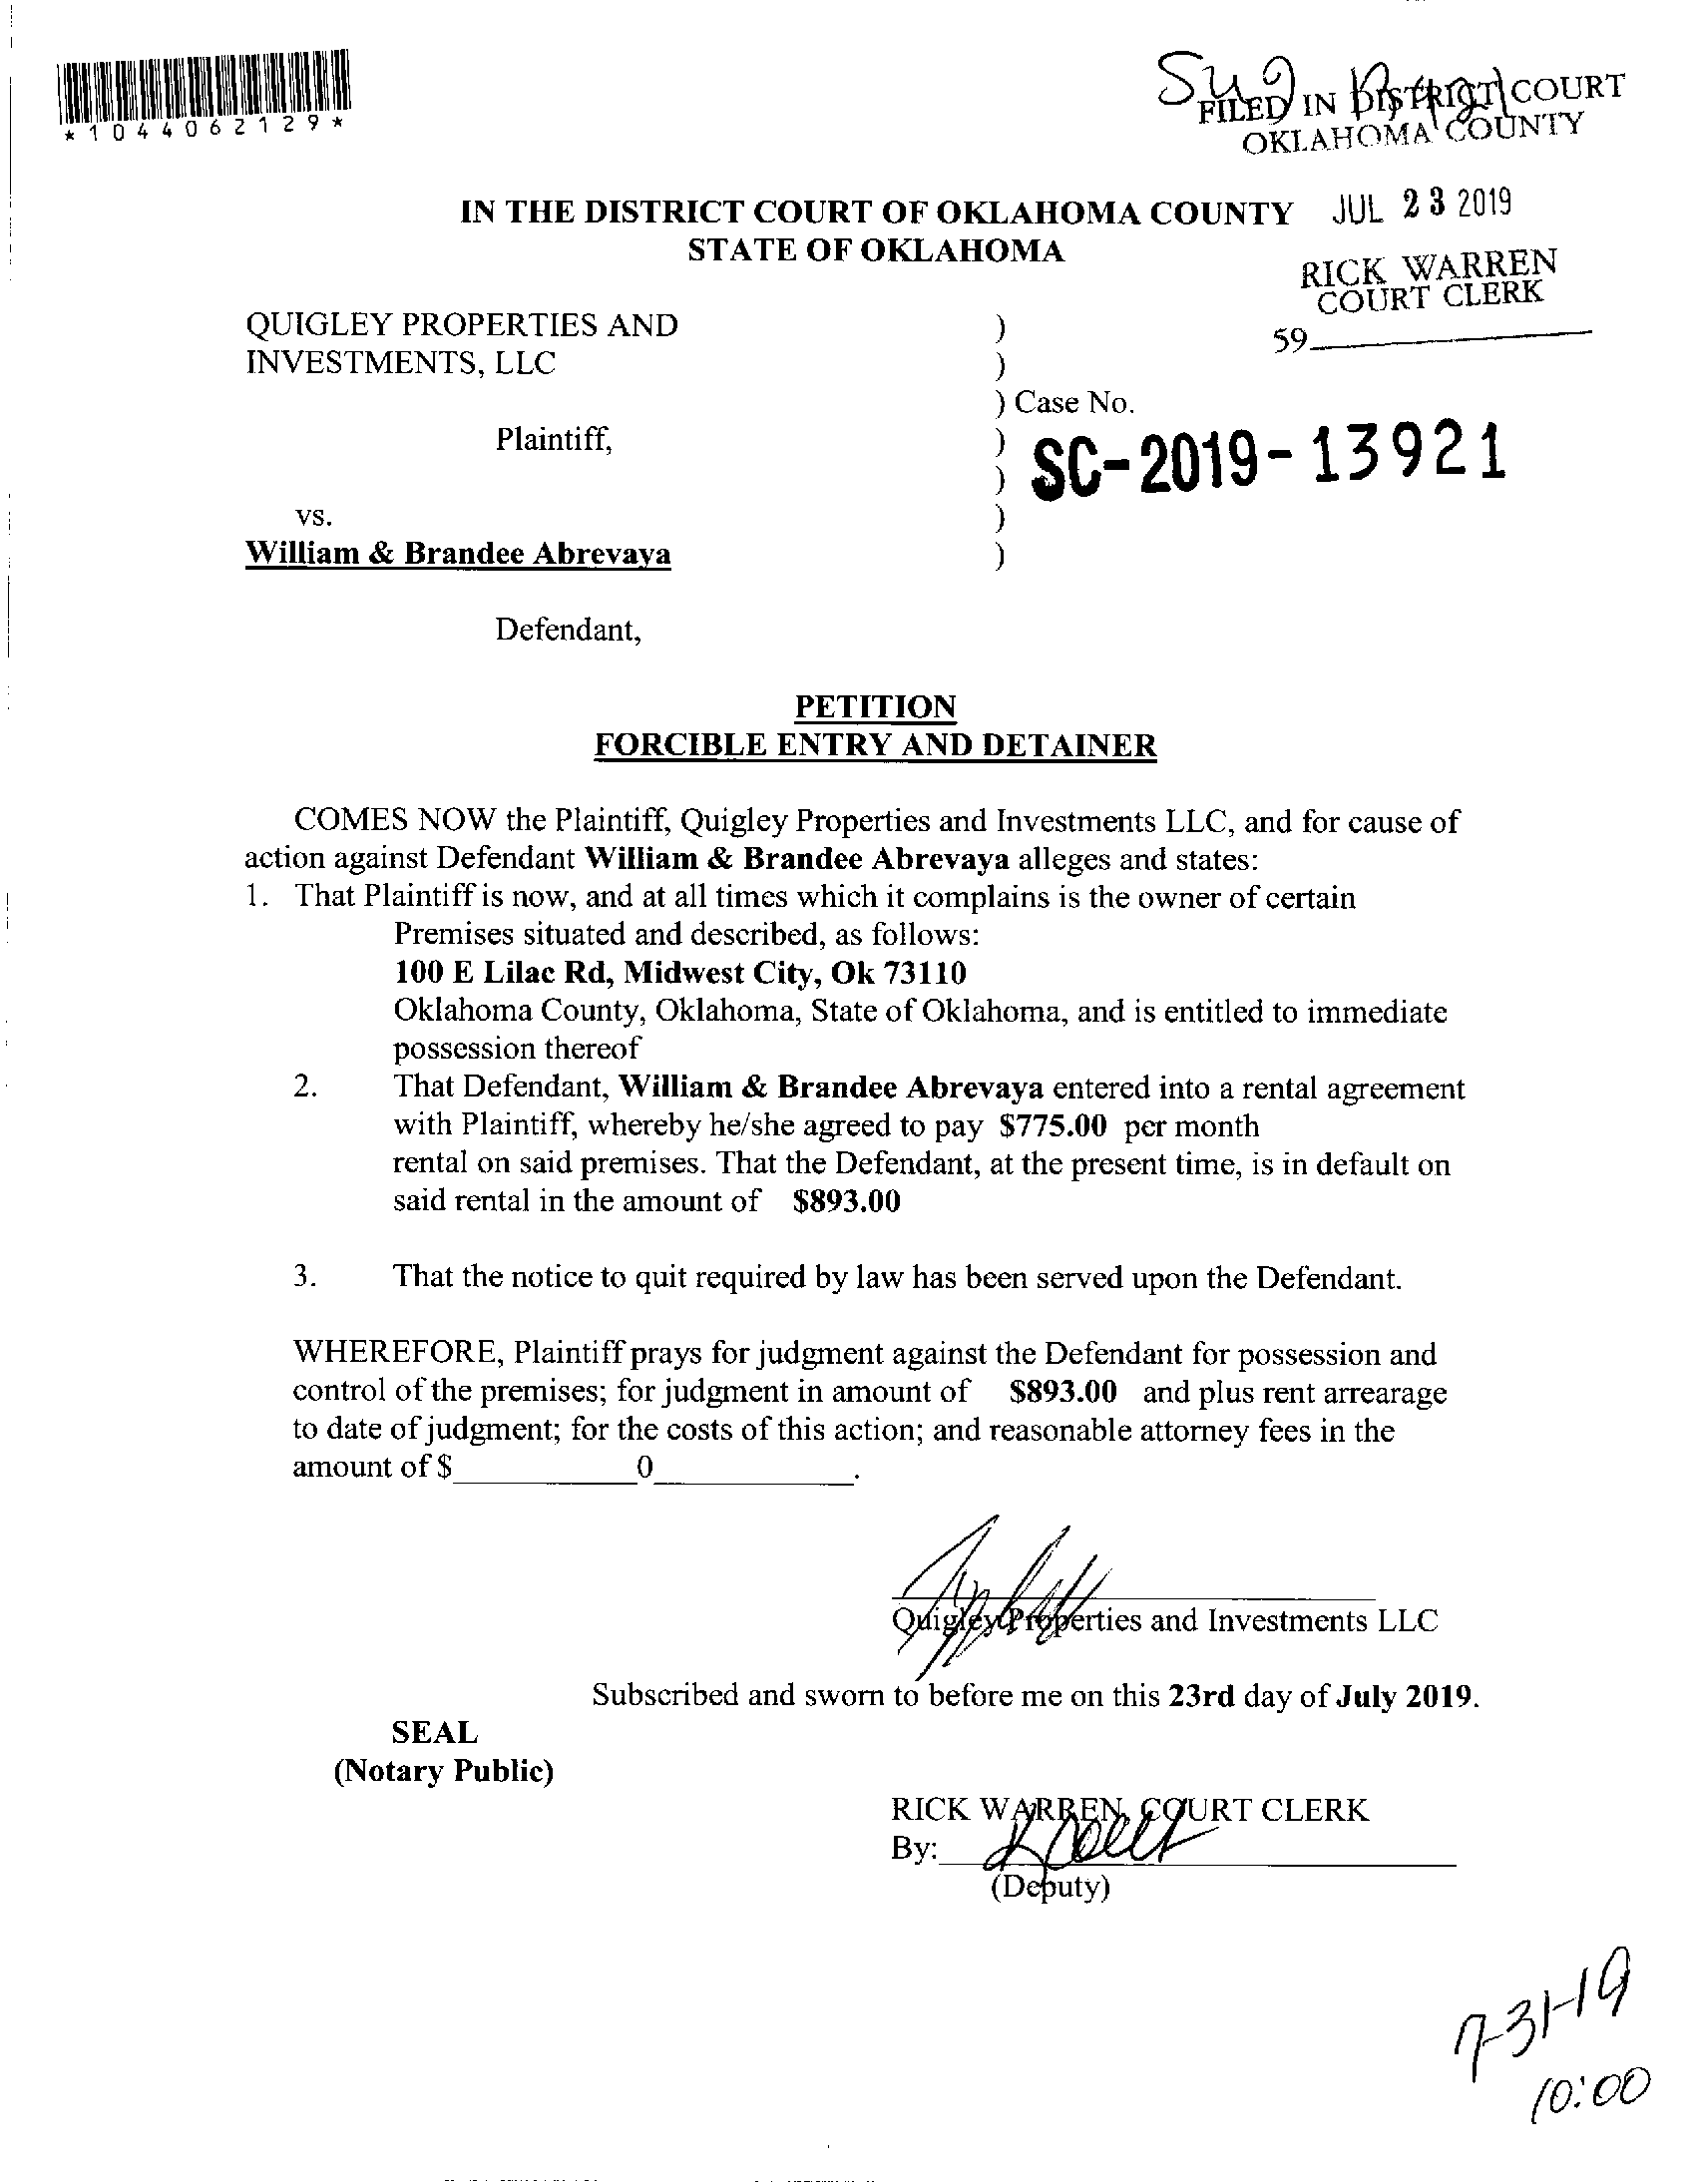 *1044062129*
FILED IN DISTRICT COURT
OKLAHOMA COUNTY
IN THE DISTRICT COURT OF OKLAHOMA COUNTY
JUL 23 2019
STATE OF OKLAHOMA
RICK WARREN
COURT CLERK
59
QUIGLEY PROPERTIES AND )
INVESTMENTS, LLC )
) Case No.
Plaintiff, )
SC-2019-13921
)
vs. )
William & Brandee Abrevaya )
Defendant,
PETITION
FORCIBLE ENTRY AND DETAINER
COMES NOW the Plaintiff, Quigley Properties and Investments LLC, and for cause of
action against Defendant William & Brandee Abrevaya alleges and states:
1. That Plaintiff is now, and at all times which it complains is the owner of certain
Premises situated and described, as follows:
100 E Lilac Rd, Midwest City, Ok 73110
Oklahoma County, Oklahoma, State of Oklahoma, and is entitled to immediate
possession thereof
2. That Defendant, William & Brandee Abrevaya entered into a rental agreement
with Plaintiff, whereby he/she agreed to pay $775.00 per month
rental on said premises. That the Defendant, at the present time, is in default on
said rental in the amount of $893.00
3. That the notice to quit required by law has been served upon the Defendant.
WHEREFORE, Plaintiff prays for judgment against the Defendant for possession and
control of the premises; for judgment in amount of $893.00 and plus rent arrearage
to date of judgment; for the costs of this action; and reasonable attorney fees in the
amount of $__________0__________.
Quigley Properties and Investments LLC
Subscribed and sworn to before me on this 23rd day of July 2019.
SEAL
(Notary Public)
RICK WARREN, COURT CLERK
By:
(Deputy)
7-31-19
10:00